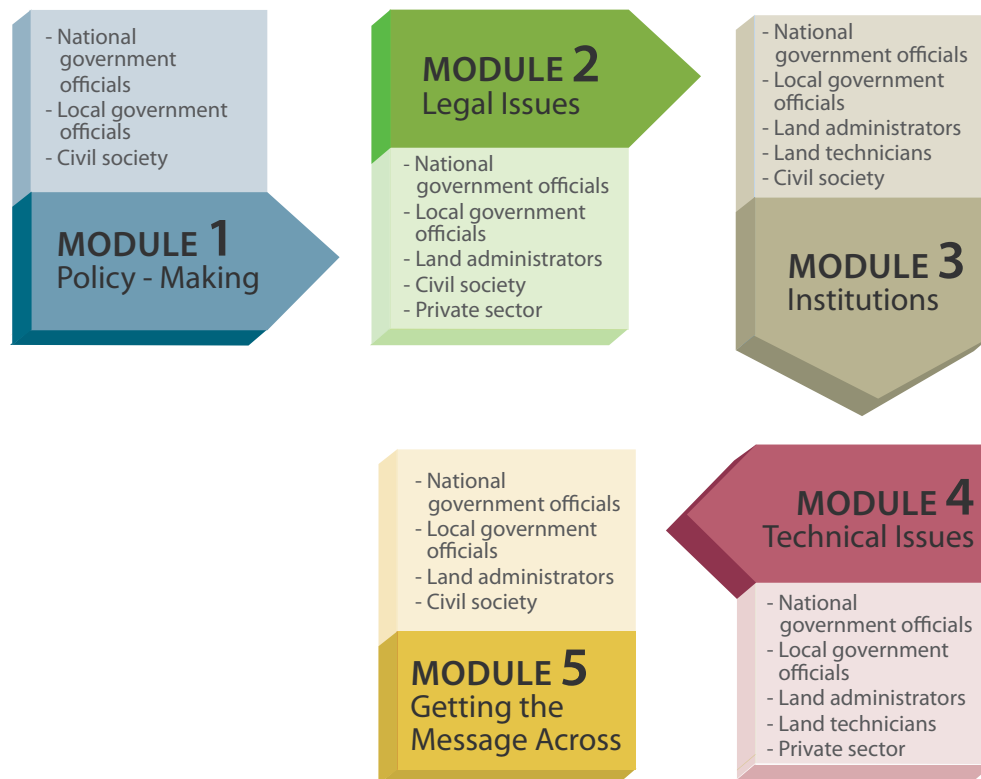 - National
government
officials
- Local government
officials
- Civil society
MODULE 1
Policy - Making
MODULE 2
Legal Issues
- National
government officials
- Local government
officials
- Land administrators
- Civil society
- Private sector
- National
government officials
- Local government
officials
- Land administrators
- Land technicians
- Civil society
MODULE 3
Institutions
MODULE 4
Technical Issues
- National
government officials
- Local government
officials
- Land administrators
- Land technicians
- Private sector
- National
government officials
- Local government
officials
- Land administrators
- Civil society
MODULE 5
Getting the
Message Across